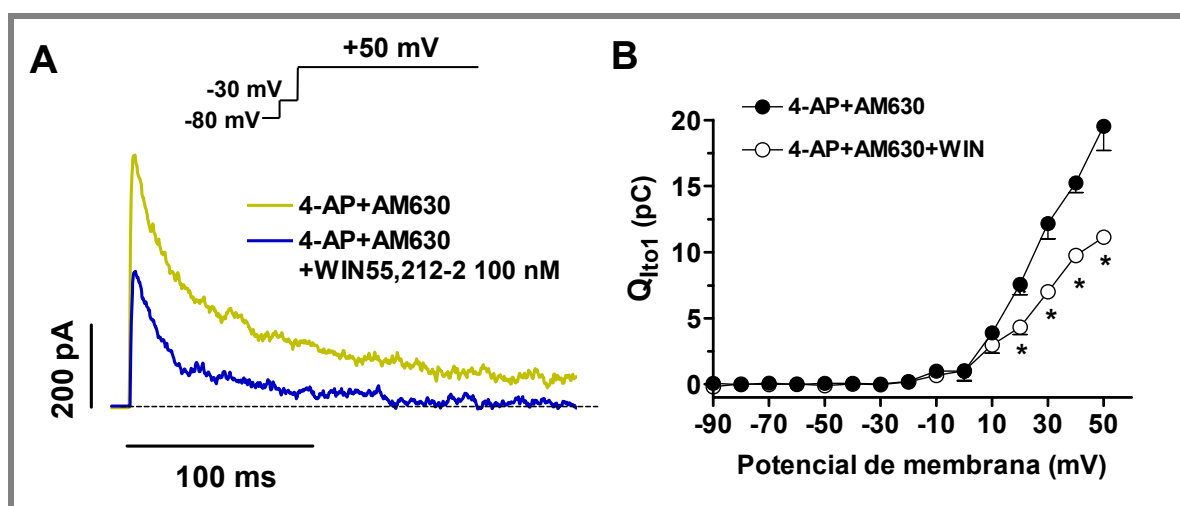 A
+50 mV
-30 mV
-80 mV
4-AP+AM630
4-AP+AM630
+WIN55,212-2 100 nM
200 pA
100 ms
B
4-AP+AM630
4-AP+AM630+WIN
QIto1 (pC)
20
15
10
5
0
* * * *
-90 -70 -50 -30 -10 10 30 50
Potencial de membrana (mV)